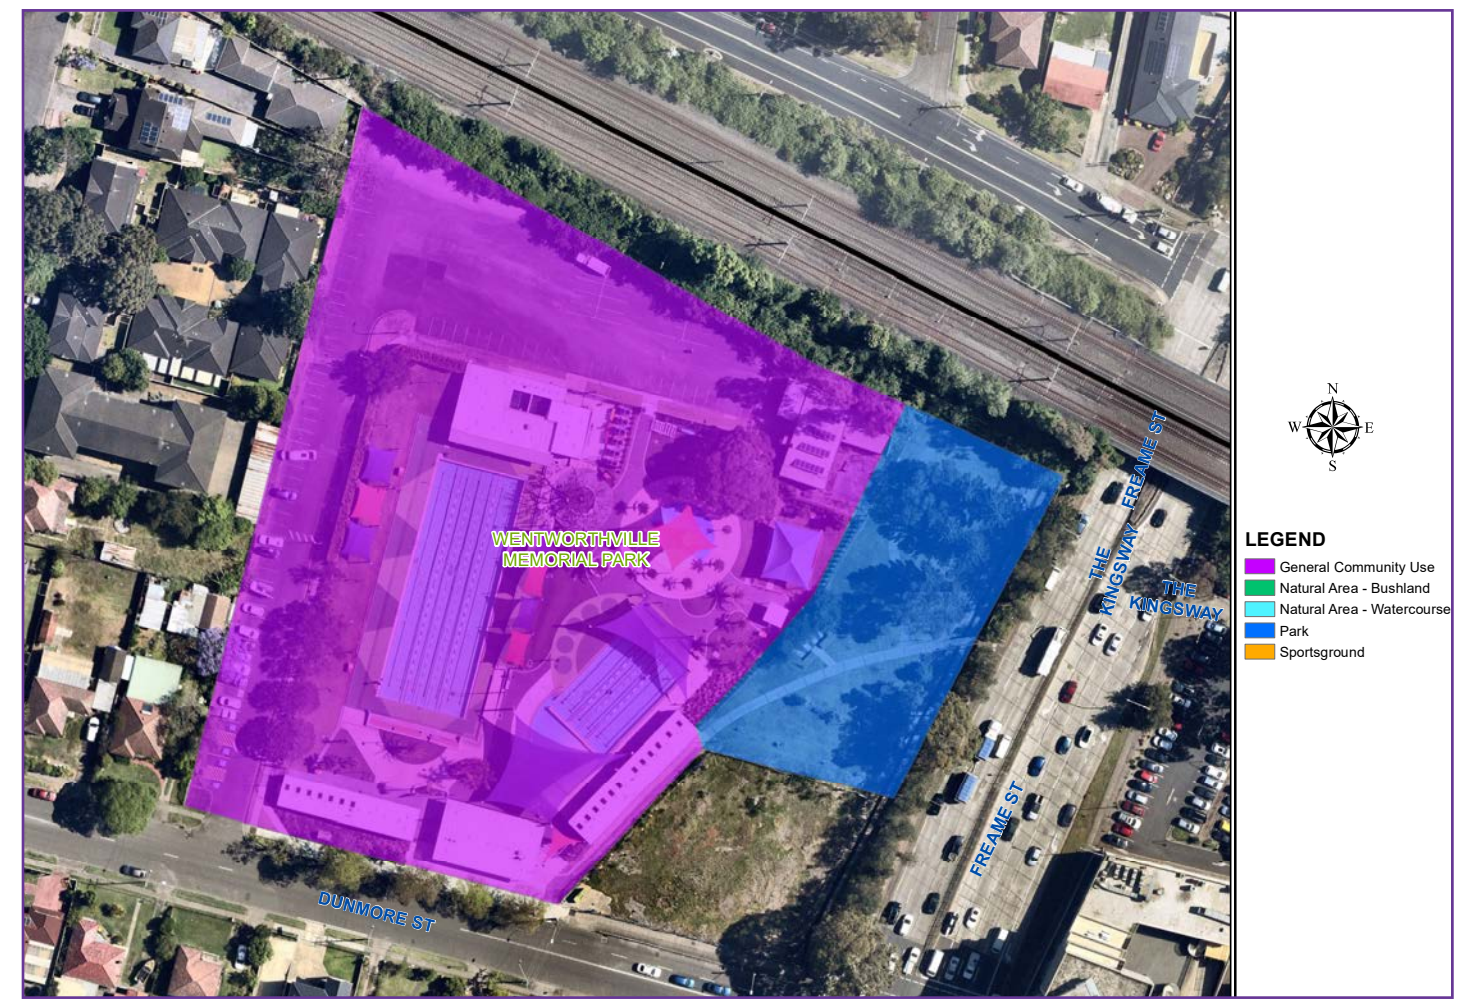 WENTWORTHVILLE
MEMORIAL PARK
FREAME ST
THE
KINGSWAY
THE
KINGSWAY
FREAME ST
DUNMORE ST
N
W
E
S
LEGEND
General Community Use
Natural Area - Bushland
Natural Area - Watercourse
Park
Sportsground